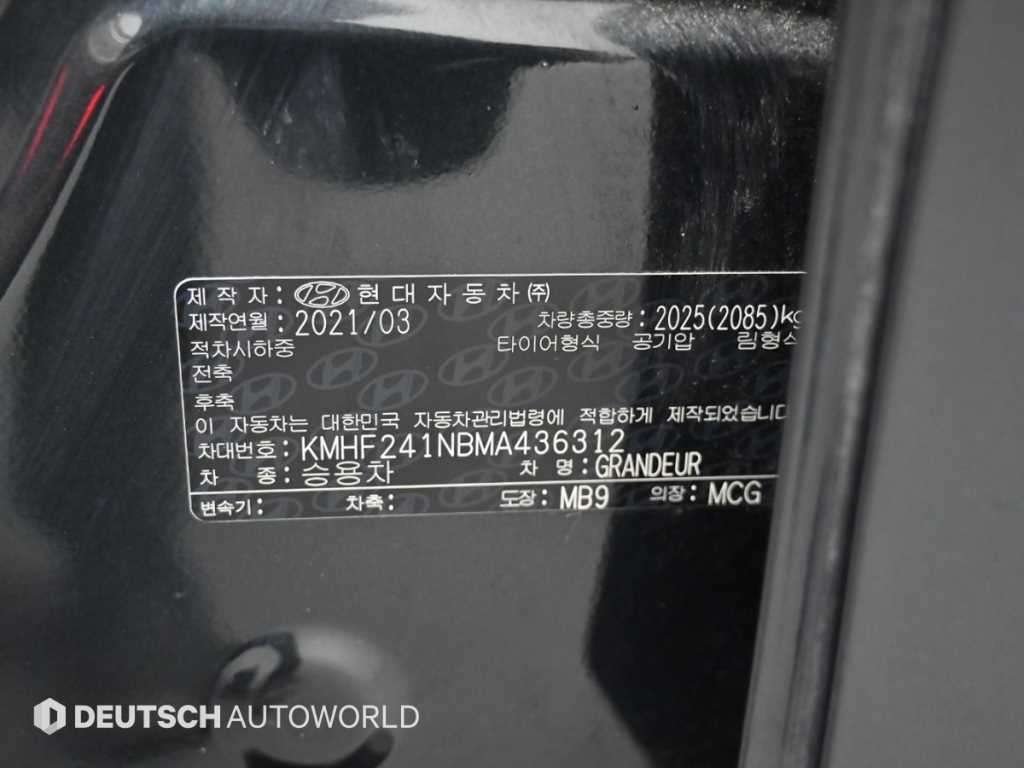 제 작 자 : 현대자동차㈜
제작연월 : 2021/03 차량총중량 : 2025(2085)kg
적차시하중 타이어형식 공기압 림형식
전축
후축
이 자동차는 대한민국 자동차관리법령에 적합하게 제작되었습니다
차대번호 : KMHF241NBMA436312
차 종 : 승용차 차 명 : GRANDEUR
변속기 : 차축 : 도장 : MB9 의장 : MCG
DEUTSCH AUTOWORLD